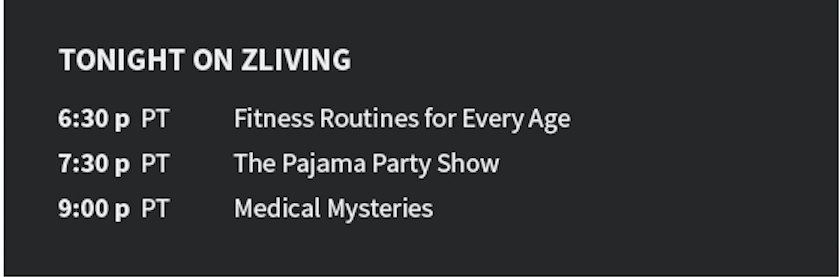 TONIGHT ON ZLIVING
6:30 p PT Fitness Routines for Every Age
7:30 p PT The Pajama Party Show
9:00 p PT Medical Mysteries